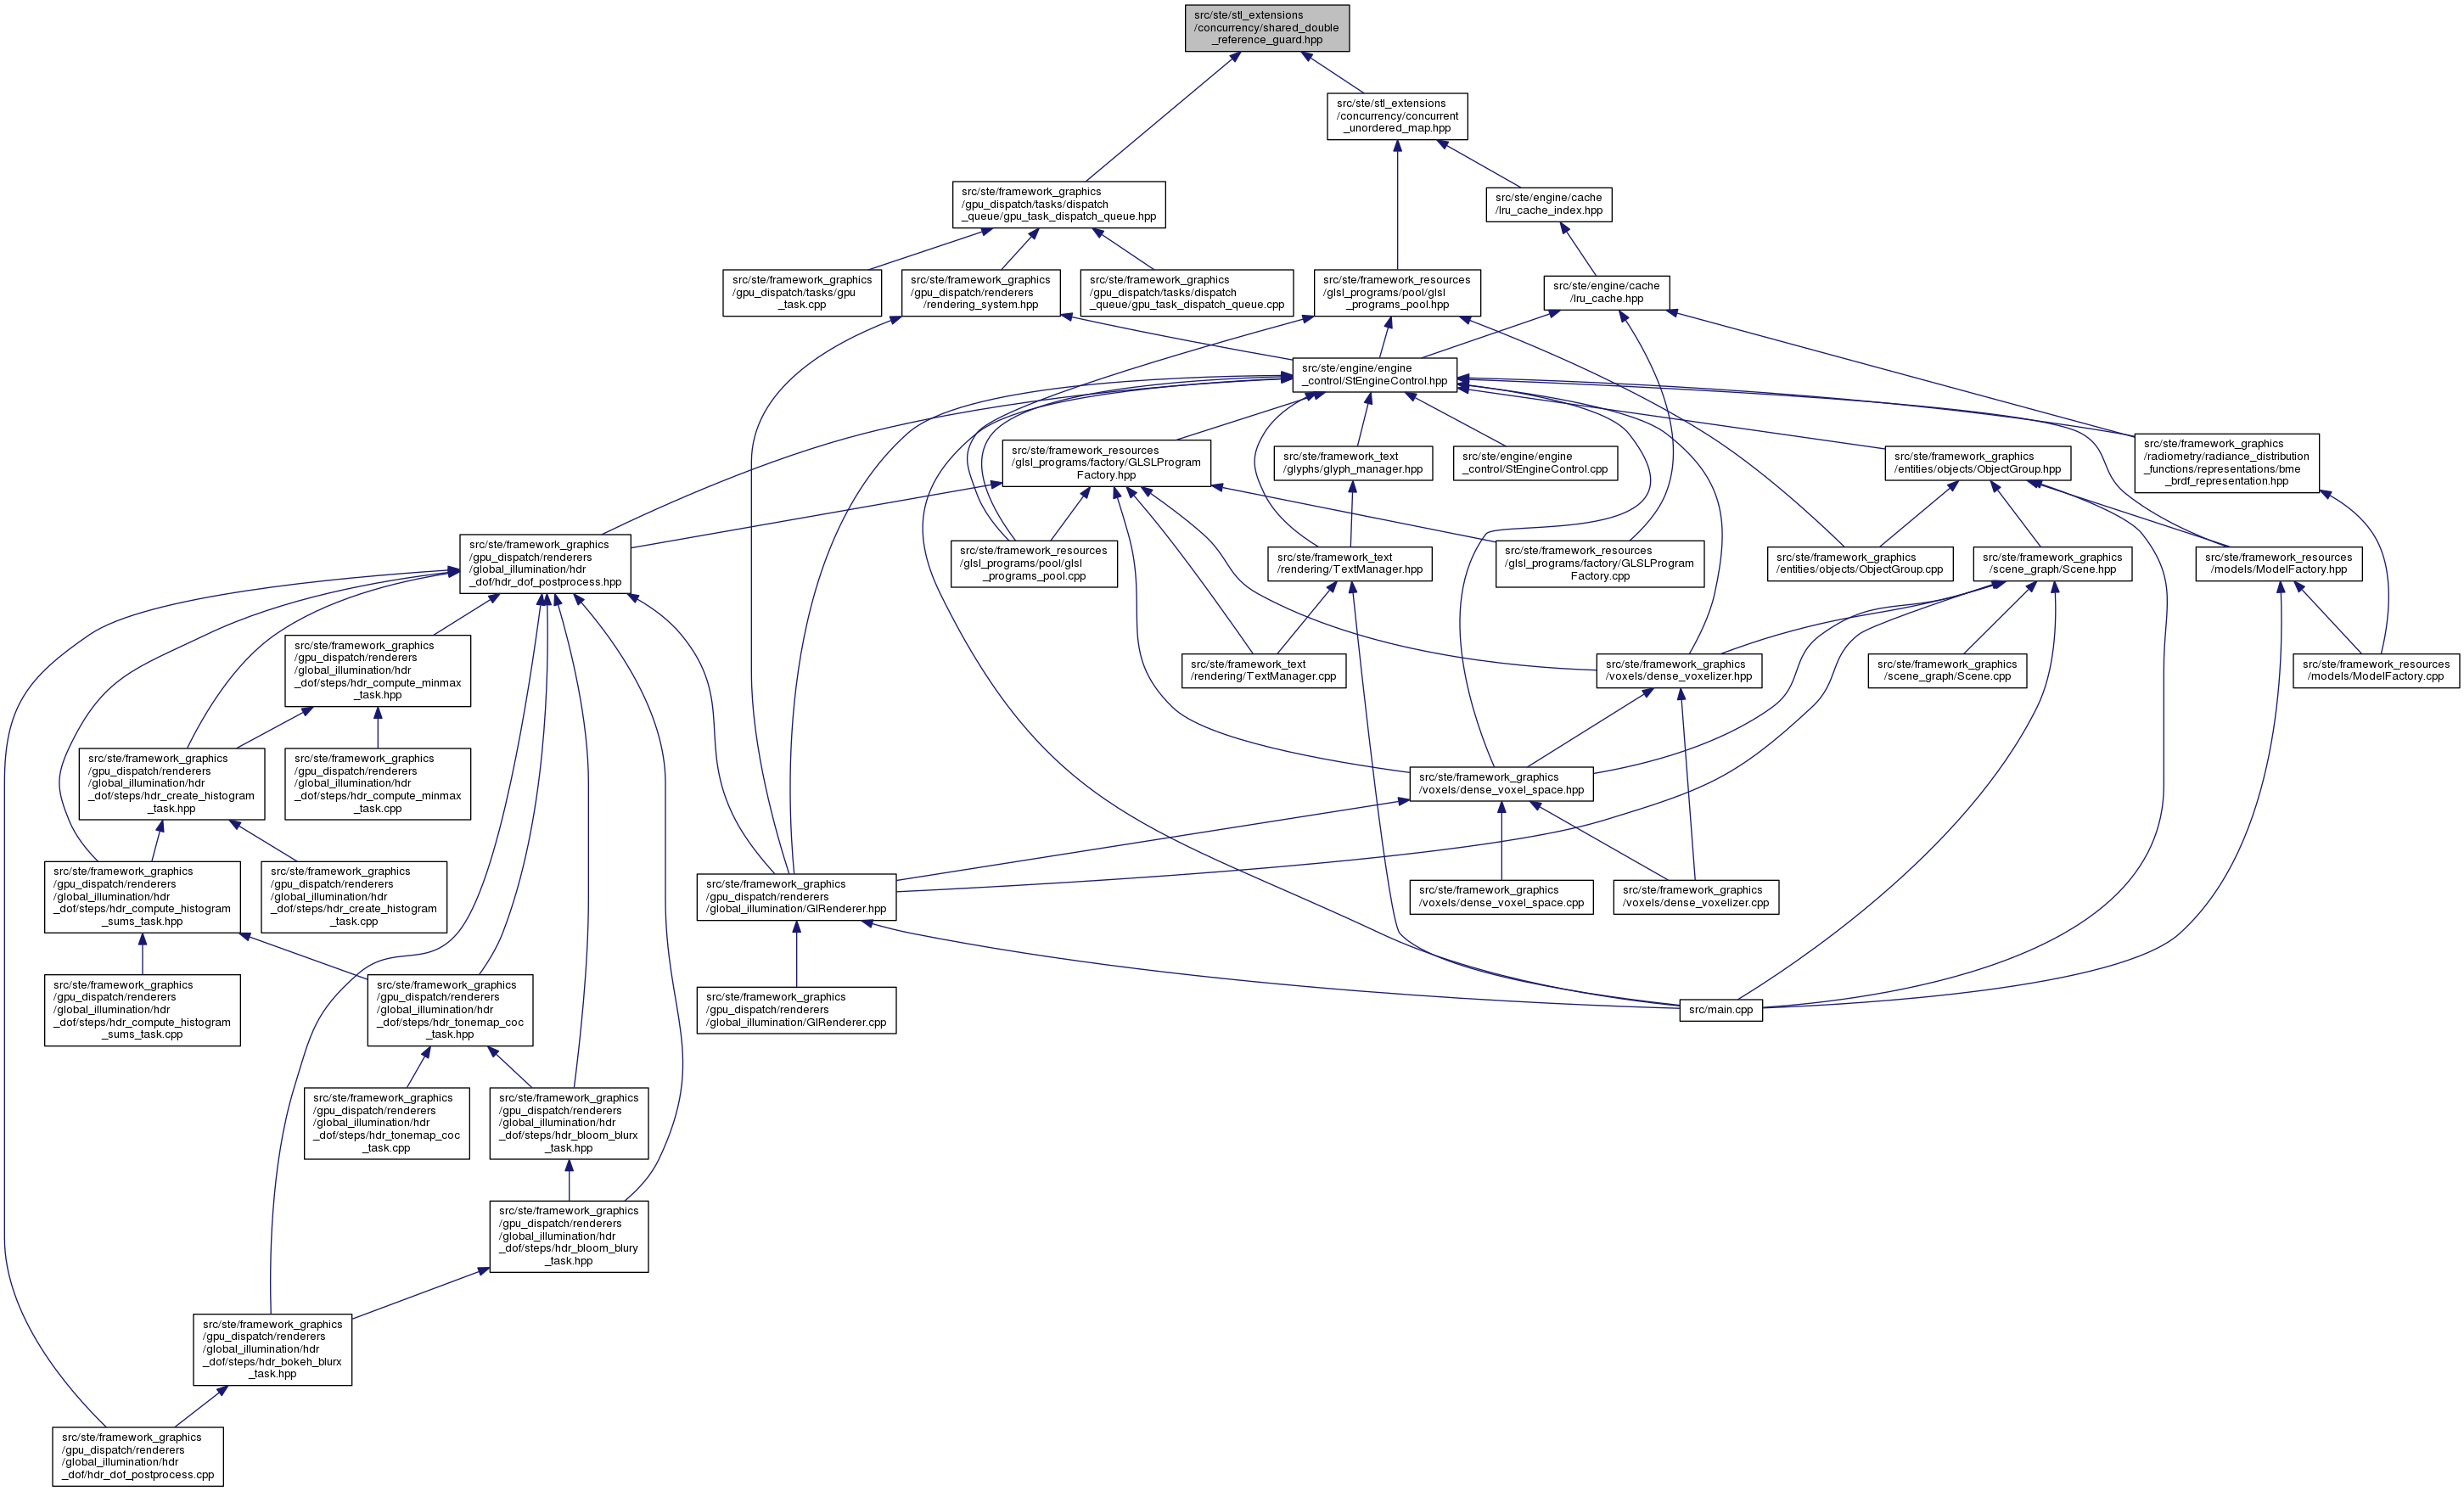 src/ste/stl_extensions
/concurrency/shared_double
_reference_guard.hpp
src/ste/stl_extensions
/concurrency/concurrent
_unordered_map.hpp
src/ste/framework_graphics
/gpu_dispatch/tasks/dispatch
_queue/gpu_task_dispatch_queue.hpp
src/ste/engine/cache
/lru_cache_index.hpp
src/ste/framework_graphics
/gpu_dispatch/tasks/gpu
_task.cpp
src/ste/framework_graphics
/gpu_dispatch/renderers
/rendering_system.hpp
src/ste/framework_graphics
/gpu_dispatch/tasks/dispatch
_queue/gpu_task_dispatch_queue.cpp
src/ste/framework_resources
/glsl_programs/pool/glsl
_programs_pool.hpp
src/ste/engine/cache
/lru_cache.hpp
src/ste/engine/engine
_control/StEngineControl.hpp
src/ste/framework_resources
/glsl_programs/factory/GLSLProgram
Factory.hpp
src/ste/framework_text
/glyphs/glyph_manager.hpp
src/ste/engine/engine
_control/StEngineControl.cpp
src/ste/framework_graphics
/entities/objects/ObjectGroup.hpp
src/ste/framework_graphics
/radiometry/radiance_distribution
_functions/representations/bme
_brdf_representation.hpp
src/ste/framework_graphics
/gpu_dispatch/renderers
/global_illumination/hdr
_dof/hdr_dof_postprocess.hpp
src/ste/framework_resources
/glsl_programs/pool/glsl
_programs_pool.cpp
src/ste/framework_text
/rendering/TextManager.hpp
src/ste/framework_resources
/glsl_programs/factory/GLSLProgram
Factory.cpp
src/ste/framework_graphics
/entities/objects/ObjectGroup.cpp
src/ste/framework_graphics
/scene_graph/Scene.hpp
src/ste/framework_resources
/models/ModelFactory.hpp
src/ste/framework_graphics
/gpu_dispatch/renderers
/global_illumination/hdr
_dof/steps/hdr_compute_minmax
_task.hpp
src/ste/framework_text
/rendering/TextManager.cpp
src/ste/framework_graphics
/voxels/dense_voxelizer.hpp
src/ste/framework_graphics
/scene_graph/Scene.cpp
src/ste/framework_resources
/models/ModelFactory.cpp
src/ste/framework_graphics
/gpu_dispatch/renderers
/global_illumination/hdr
_dof/steps/hdr_create_histogram
_task.hpp
src/ste/framework_graphics
/gpu_dispatch/renderers
/global_illumination/hdr
_dof/steps/hdr_compute_minmax
_task.cpp
src/ste/framework_graphics
/voxels/dense_voxel_space.hpp
src/ste/framework_graphics
/gpu_dispatch/renderers
/global_illumination/hdr
_dof/steps/hdr_compute_histogram
_sums_task.hpp
src/ste/framework_graphics
/gpu_dispatch/renderers
/global_illumination/hdr
_dof/steps/hdr_create_histogram
_task.cpp
src/ste/framework_graphics
/gpu_dispatch/renderers
/global_illumination/GIRenderer.hpp
src/ste/framework_graphics
/voxels/dense_voxel_space.cpp
src/ste/framework_graphics
/voxels/dense_voxelizer.cpp
src/ste/framework_graphics
/gpu_dispatch/renderers
/global_illumination/hdr
_dof/steps/hdr_compute_histogram
_sums_task.cpp
src/ste/framework_graphics
/gpu_dispatch/renderers
/global_illumination/hdr
_dof/steps/hdr_tonemap_coc
_task.hpp
src/ste/framework_graphics
/gpu_dispatch/renderers
/global_illumination/GIRenderer.cpp
src/main.cpp
src/ste/framework_graphics
/gpu_dispatch/renderers
/global_illumination/hdr
_dof/steps/hdr_tonemap_coc
_task.cpp
src/ste/framework_graphics
/gpu_dispatch/renderers
/global_illumination/hdr
_dof/steps/hdr_bloom_blurx
_task.hpp
src/ste/framework_graphics
/gpu_dispatch/renderers
/global_illumination/hdr
_dof/steps/hdr_bloom_blury
_task.hpp
src/ste/framework_graphics
/gpu_dispatch/renderers
/global_illumination/hdr
_dof/steps/hdr_bokeh_blurx
_task.hpp
src/ste/framework_graphics
/gpu_dispatch/renderers
/global_illumination/hdr
_dof/hdr_dof_postprocess.cpp